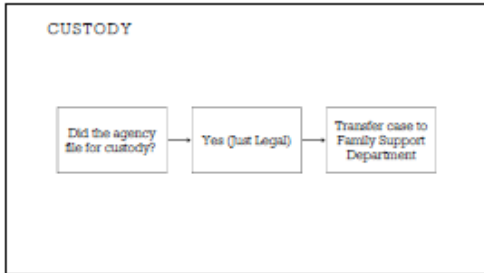 CUSTODY
Did the agency
file for custody?
Yes (Just Legal)
Transfer case to
Family Support
Department